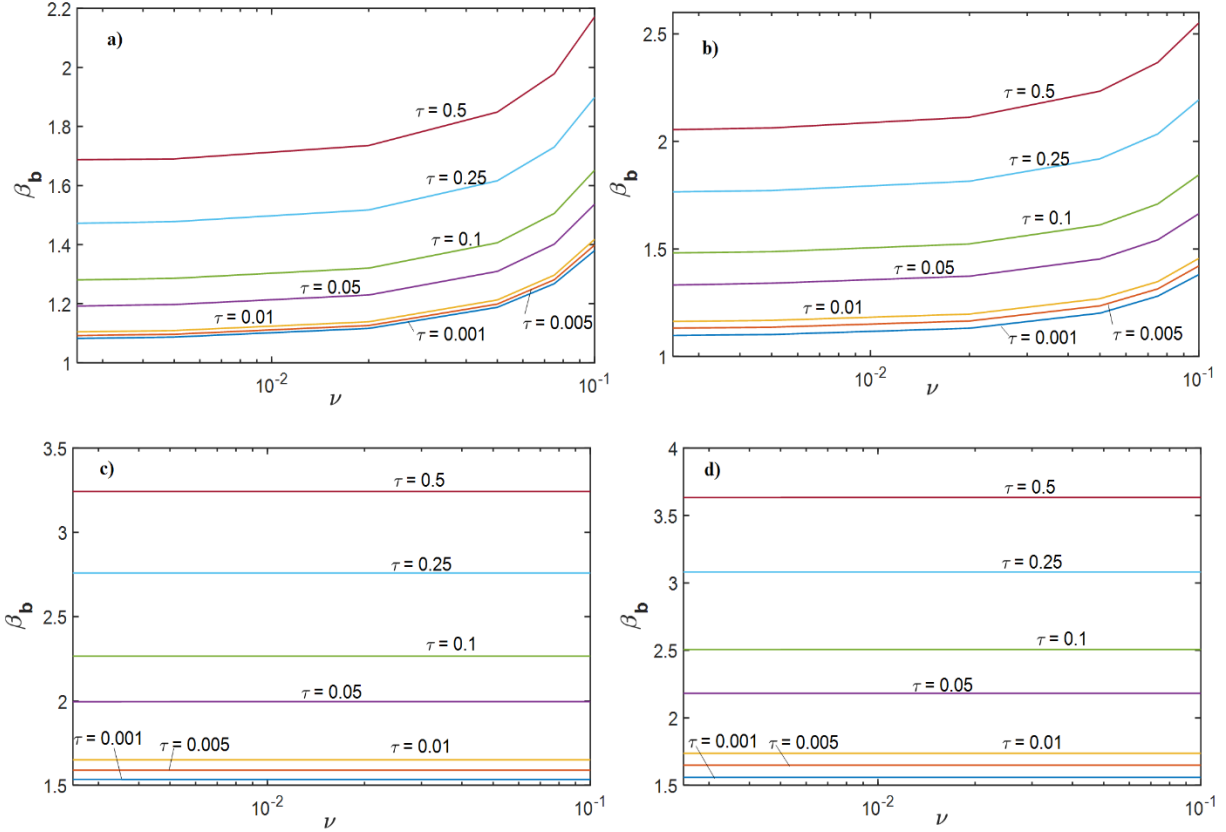 a)
2.2
2
1.8
1.6
1.4
1.2
1
β_b
τ = 0.5
τ = 0.25
τ = 0.1
τ = 0.05
τ = 0.01
τ = 0.005
τ = 0.001
10^-2
10^-1
ν
b)
2.5
2
1.5
1
β_b
τ = 0.5
τ = 0.25
τ = 0.1
τ = 0.05
τ = 0.01
τ = 0.005
τ = 0.001
10^-2
10^-1
ν
c)
3.5
3
2.5
2
1.5
β_b
τ = 0.5
τ = 0.25
τ = 0.1
τ = 0.05
τ = 0.001
τ = 0.005
τ = 0.01
10^-2
10^-1
ν
d)
4
3.5
3
2.5
2
1.5
β_b
τ = 0.5
τ = 0.25
τ = 0.1
τ = 0.05
τ = 0.001
τ = 0.005
τ = 0.01
10^-2
10^-1
ν